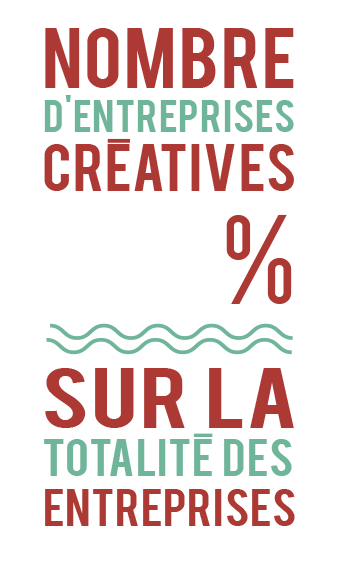 NOMBRE
D'ENTREPRISES
CRÉATIVES
%
SUR LA
TOTALITÉ DES
ENTREPRISES